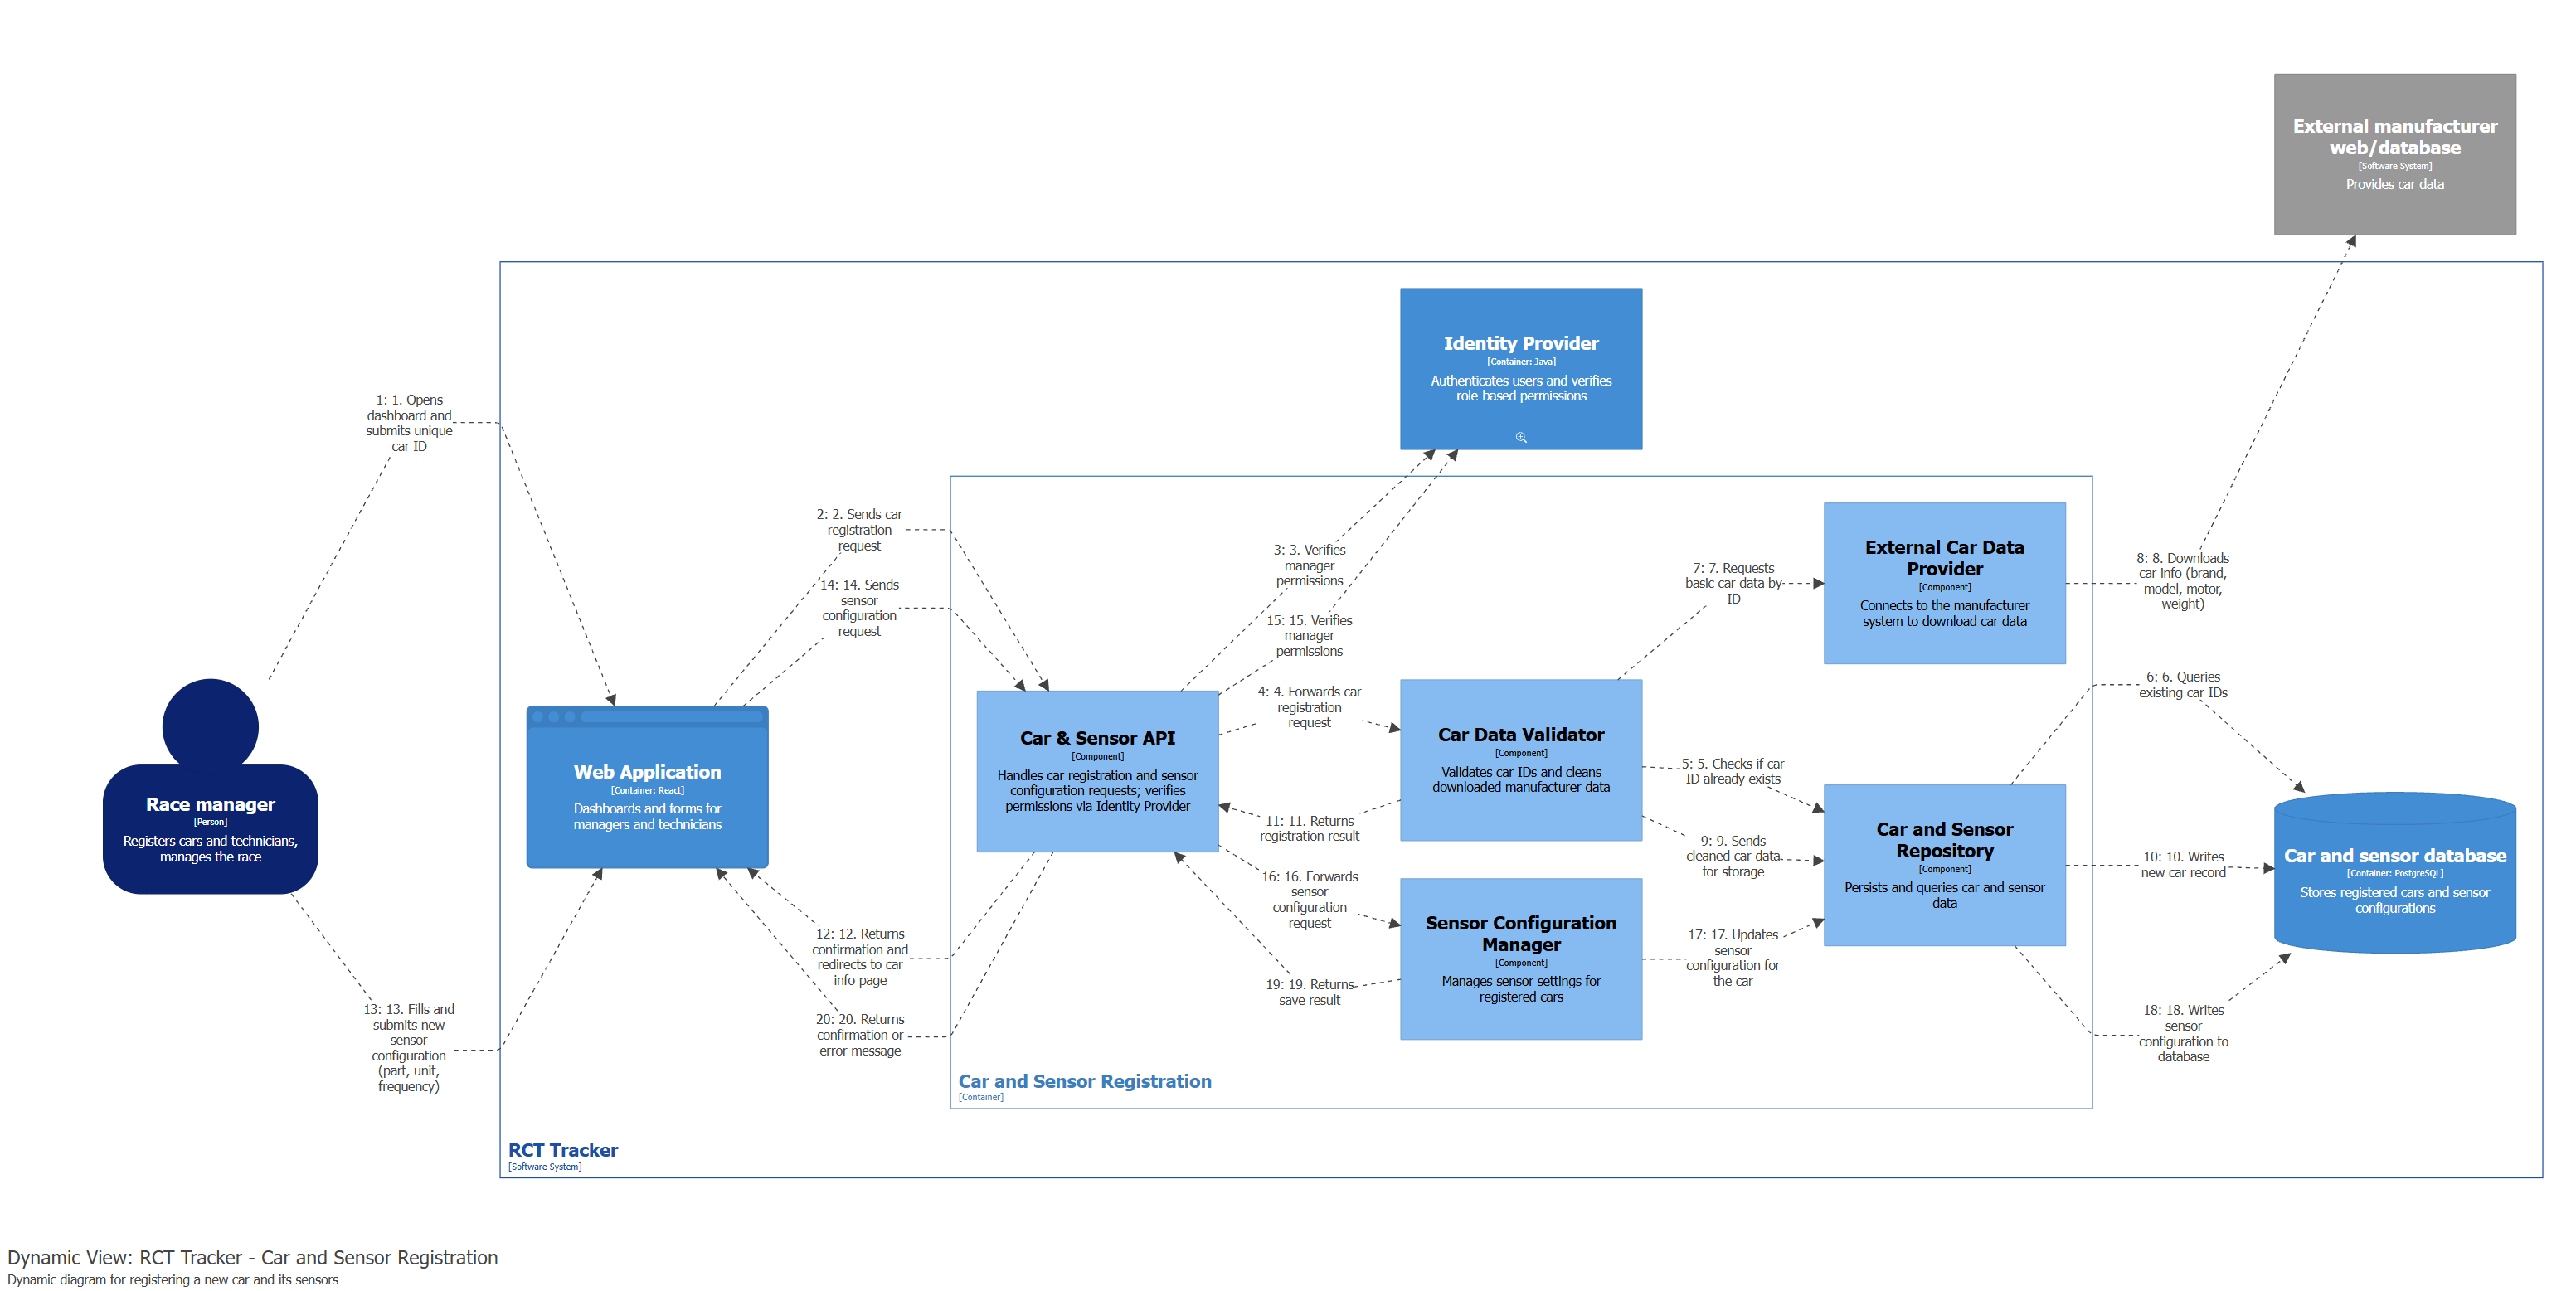 External manufacturer
web/database
[Software System]
Provides car data
Identity Provider
[Container: Java]
Authenticates users and verifies
role-based permissions
1: 1. Opens
dashboard and
submits unique
car ID
2: 2. Sends car
registration
request
14: 14. Sends
sensor
configuration
request
3: 3. Verifies
manager
permissions
15: 15. Verifies
manager
permissions
4: 4. Forwards car
registration
request
7: 7. Requests
basic car data by
ID
External Car Data
Provider
[Component]
Connects to the manufacturer
system to download car data
8: 8. Downloads
car info (brand,
model, motor,
weight)
6: 6. Queries
existing car IDs
Race manager
[Person]
Registers cars and technicians,
manages the race
Web Application
[Container: React]
Dashboards and forms for
managers and technicians
Car & Sensor API
[Component]
Handles car registration and sensor
configuration requests; verifies
permissions via Identity Provider
Car Data Validator
[Component]
Validates car IDs and cleans
downloaded manufacturer data
5: 5. Checks if car
ID already exists
11: 11. Returns
registration result
9: 9. Sends
cleaned car data
for storage
Car and Sensor
Repository
[Component]
Persists and queries car and sensor
data
10: 10. Writes
new car record
Car and sensor database
[Container: PostgreSQL]
Stores registered cars and sensor
configurations
16: 16. Forwards
sensor
configuration
request
Sensor Configuration
Manager
[Component]
Manages sensor settings for
registered cars
17: 17. Updates
sensor
configuration for
the car
12: 12. Returns
confirmation and
redirects to car
info page
19: 19. Returns
save result
13: 13. Fills and
submits new
sensor
configuration
(part, unit,
frequency)
20: 20. Returns
confirmation or
error message
18: 18. Writes
sensor
configuration to
database
Car and Sensor Registration
[Container]
RCT Tracker
[Software System]
Dynamic View: RCT Tracker - Car and Sensor Registration
Dynamic diagram for registering a new car and its sensors